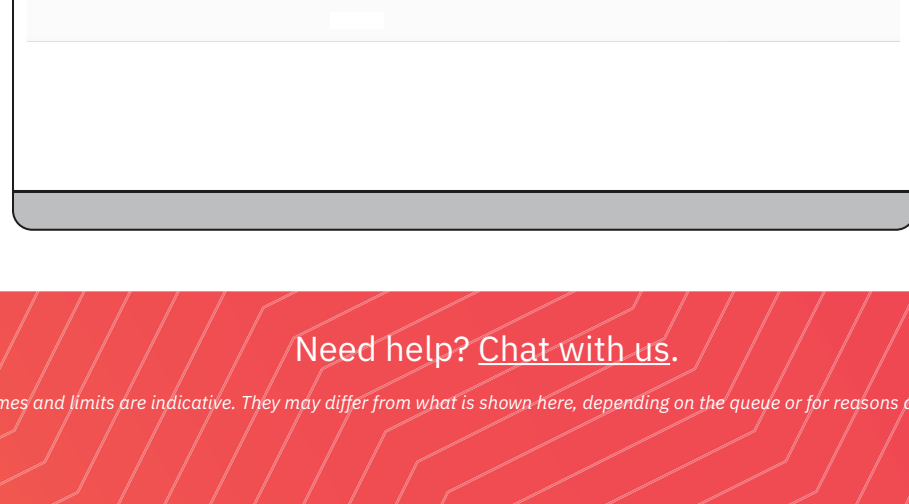 Need help? Chat with us.
and limits are indicative. They may differ from what is shown here, depending on the queue or for reasons